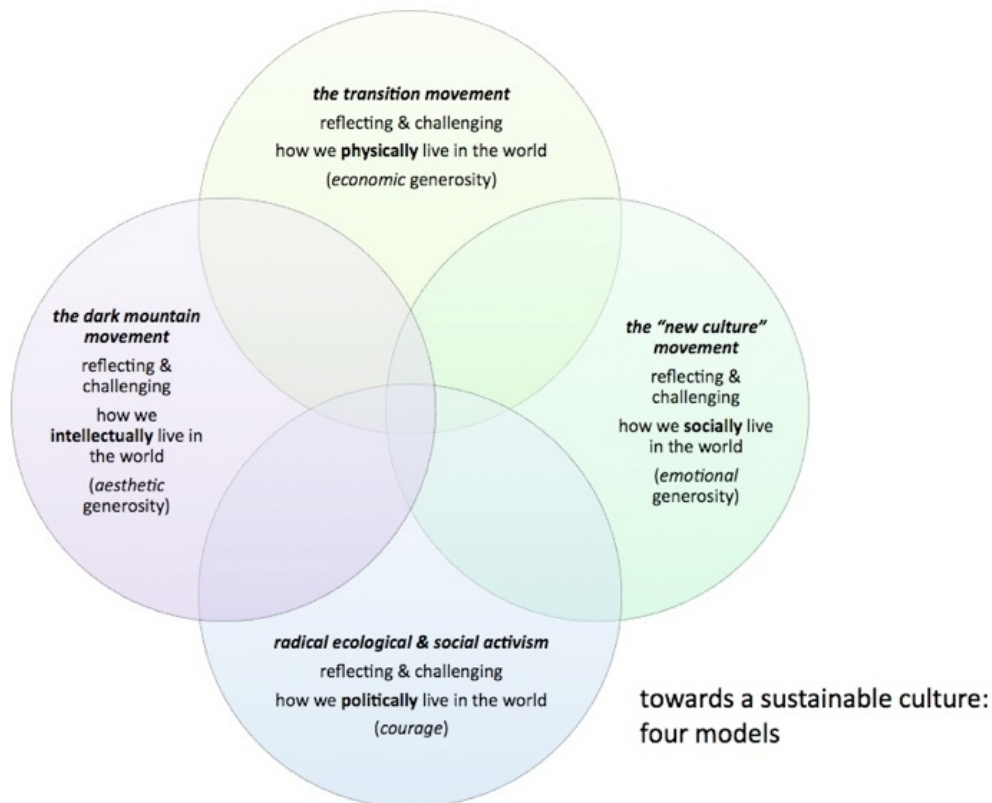 the transition movement
reflecting & challenging
how we physically live in the world
(economic generosity)
the dark mountain
movement
reflecting &
challenging
how we
intellectually live in
the world
(aesthetic
generosity)
the “new culture”
movement
reflecting &
challenging
how we socially live
in the world
(emotional
generosity)
radical ecological & social activism
reflecting & challenging
how we politically live in the world
(courage)
towards a sustainable culture:
four models